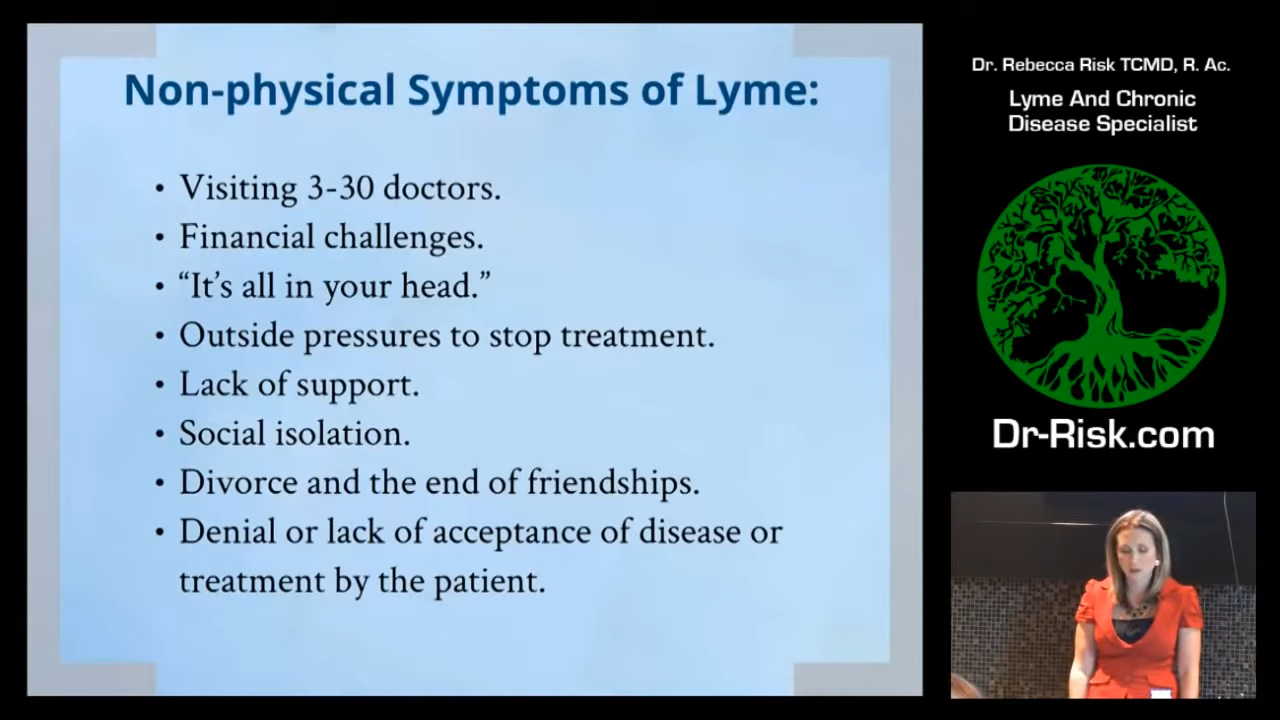 Non-physical Symptoms of Lyme:
• Visiting 3-30 doctors.
• Financial challenges.
• “It’s all in your head.”
• Outside pressures to stop treatment.
• Lack of support.
• Social isolation.
• Divorce and the end of friendships.
• Denial or lack of acceptance of disease or
treatment by the patient.
Dr. Rebecca Risk TCMD, R. Ac.
Lyme And Chronic
Disease Specialist
Dr-Risk.com